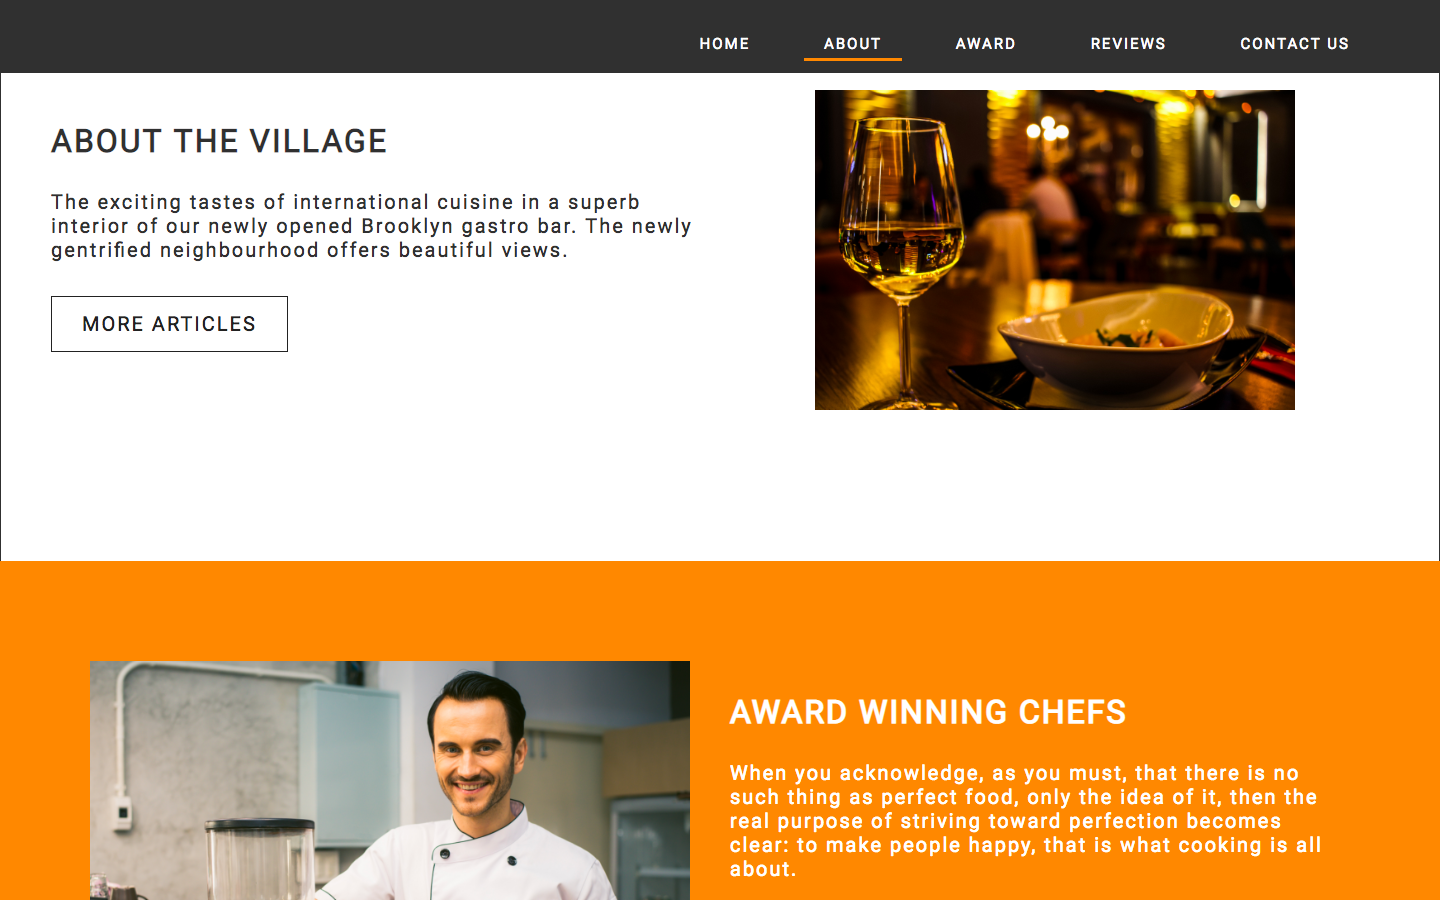 HOME ABOUT AWARD REVIEWS CONTACT US
ABOUT THE VILLAGE
The exciting tastes of international cuisine in a superb
interior of our newly opened Brooklyn gastro bar. The newly
gentrified neighbourhood offers beautiful views.
MORE ARTICLES
AWARD WINNING CHEFS
When you acknowledge, as you must, that there is no
such thing as perfect food, only the idea of it, then the
real purpose of striving toward perfection becomes
clear: to make people happy, that is what cooking is all
about.